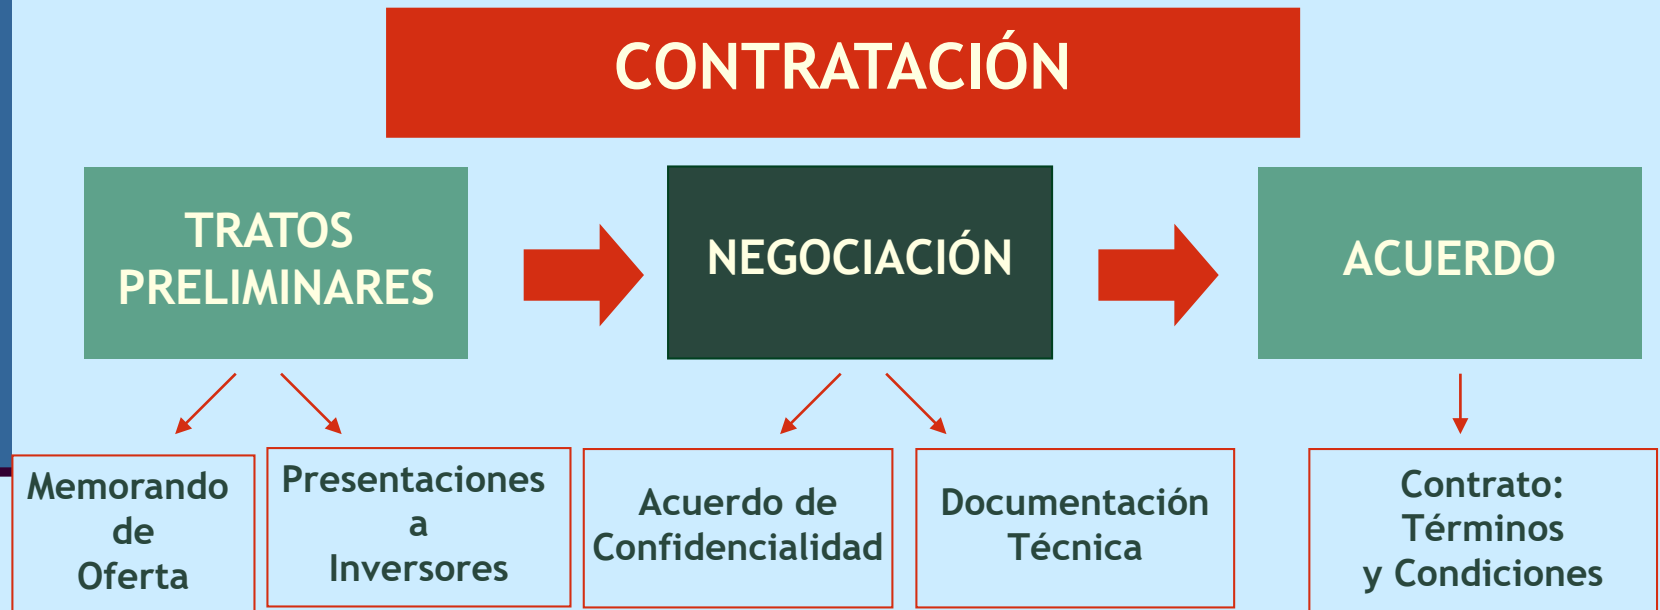 CONTRATACIÓN
TRATOS
PRELIMINARES
NEGOCIACIÓN
ACUERDO
Memorando
de
Oferta
Presentaciones
a
Inversores
Acuerdo de
Confidencialidad
Documentación
Técnica
Contrato:
Términos
y Condiciones